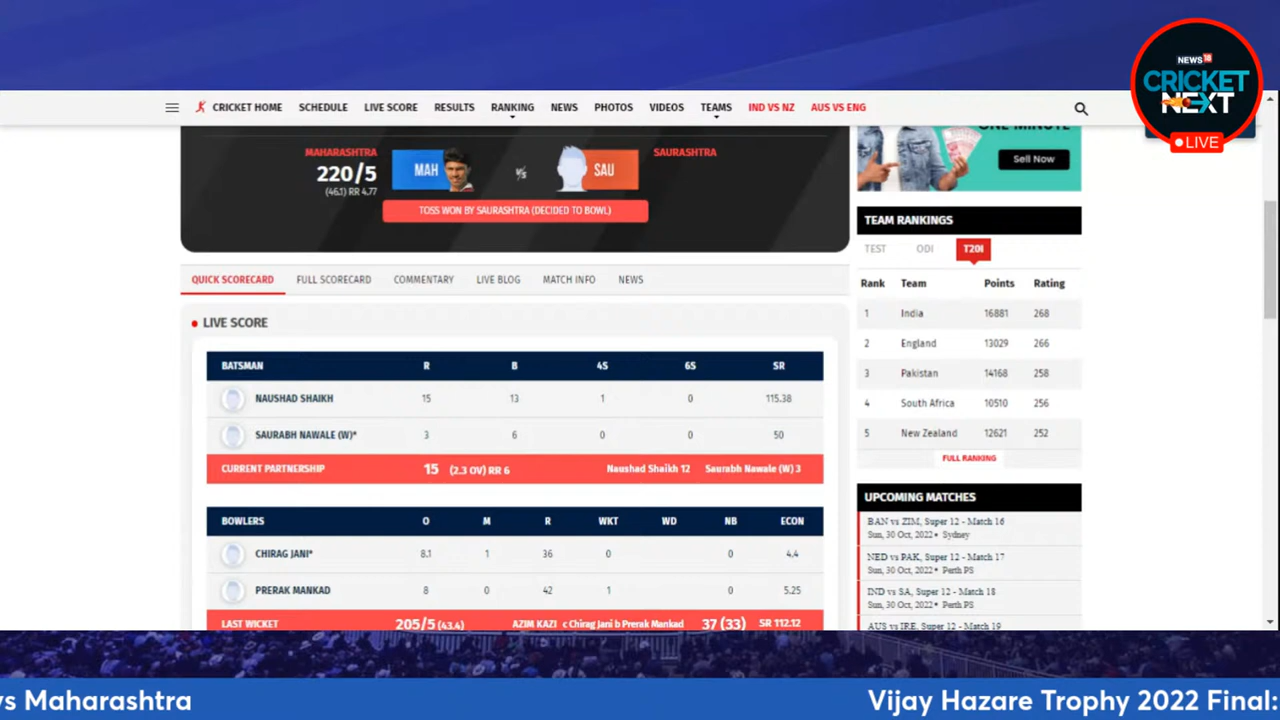 NEWS18
CRICKET
NEXT
LIVE
CRICKET HOME SCHEDULE LIVE SCORE RESULTS RANKING NEWS PHOTOS VIDEOS TEAMS IND VS NZ AUS VS ENG
ONE MINUTE
Sell Now
MAHARASHTRA
220/5
(46.1) RR 4.77
MAH
V/S
SAU
SAURASHTRA
TOSS WON BY SAURASHTRA (DECIDED TO BOWL)
QUICK SCORECARD FULL SCORECARD COMMENTARY LIVE BLOG MATCH INFO NEWS
LIVE SCORE
BATSMAN R B 4S 6S SR
NAUSHAD SHAIKH 15 13 1 0 115.38
SAURABH NAWALE (W)* 3 6 0 0 50
CURRENT PARTNERSHIP 15 (2.3 OV) RR 6 Naushad Shaikh 12 Saurabh Nawale (W) 3
BOWLERS O M R WKT WD NB ECON
CHIRAG JANI* 8.1 1 36 0 0 4.4
PRERAK MANKAD 8 0 42 1 0 5.25
LAST WICKET 205/5 (43.4) AZIM KAZI c Chirag Jani b Prerak Mankad 37 (33) SR 112.12
TEAM RANKINGS
TEST ODI T20I
Rank Team Points Rating
1 India 16881 268
2 England 13029 266
3 Pakistan 14168 258
4 South Africa 10510 256
5 New Zealand 12621 252
FULL RANKING
UPCOMING MATCHES
BAN vs ZIM, Super 12 - Match 16
Sun, 30 Oct, 2022 • Sydney
NED vs PAK, Super 12 - Match 17
Sun, 30 Oct, 2022 • Perth PS
IND vs SA, Super 12 - Match 18
Sun, 30 Oct, 2022 • Perth PS
AUS vs IRE, Super 12 - Match 19
vs Maharashtra
Vijay Hazare Trophy 2022 Final: